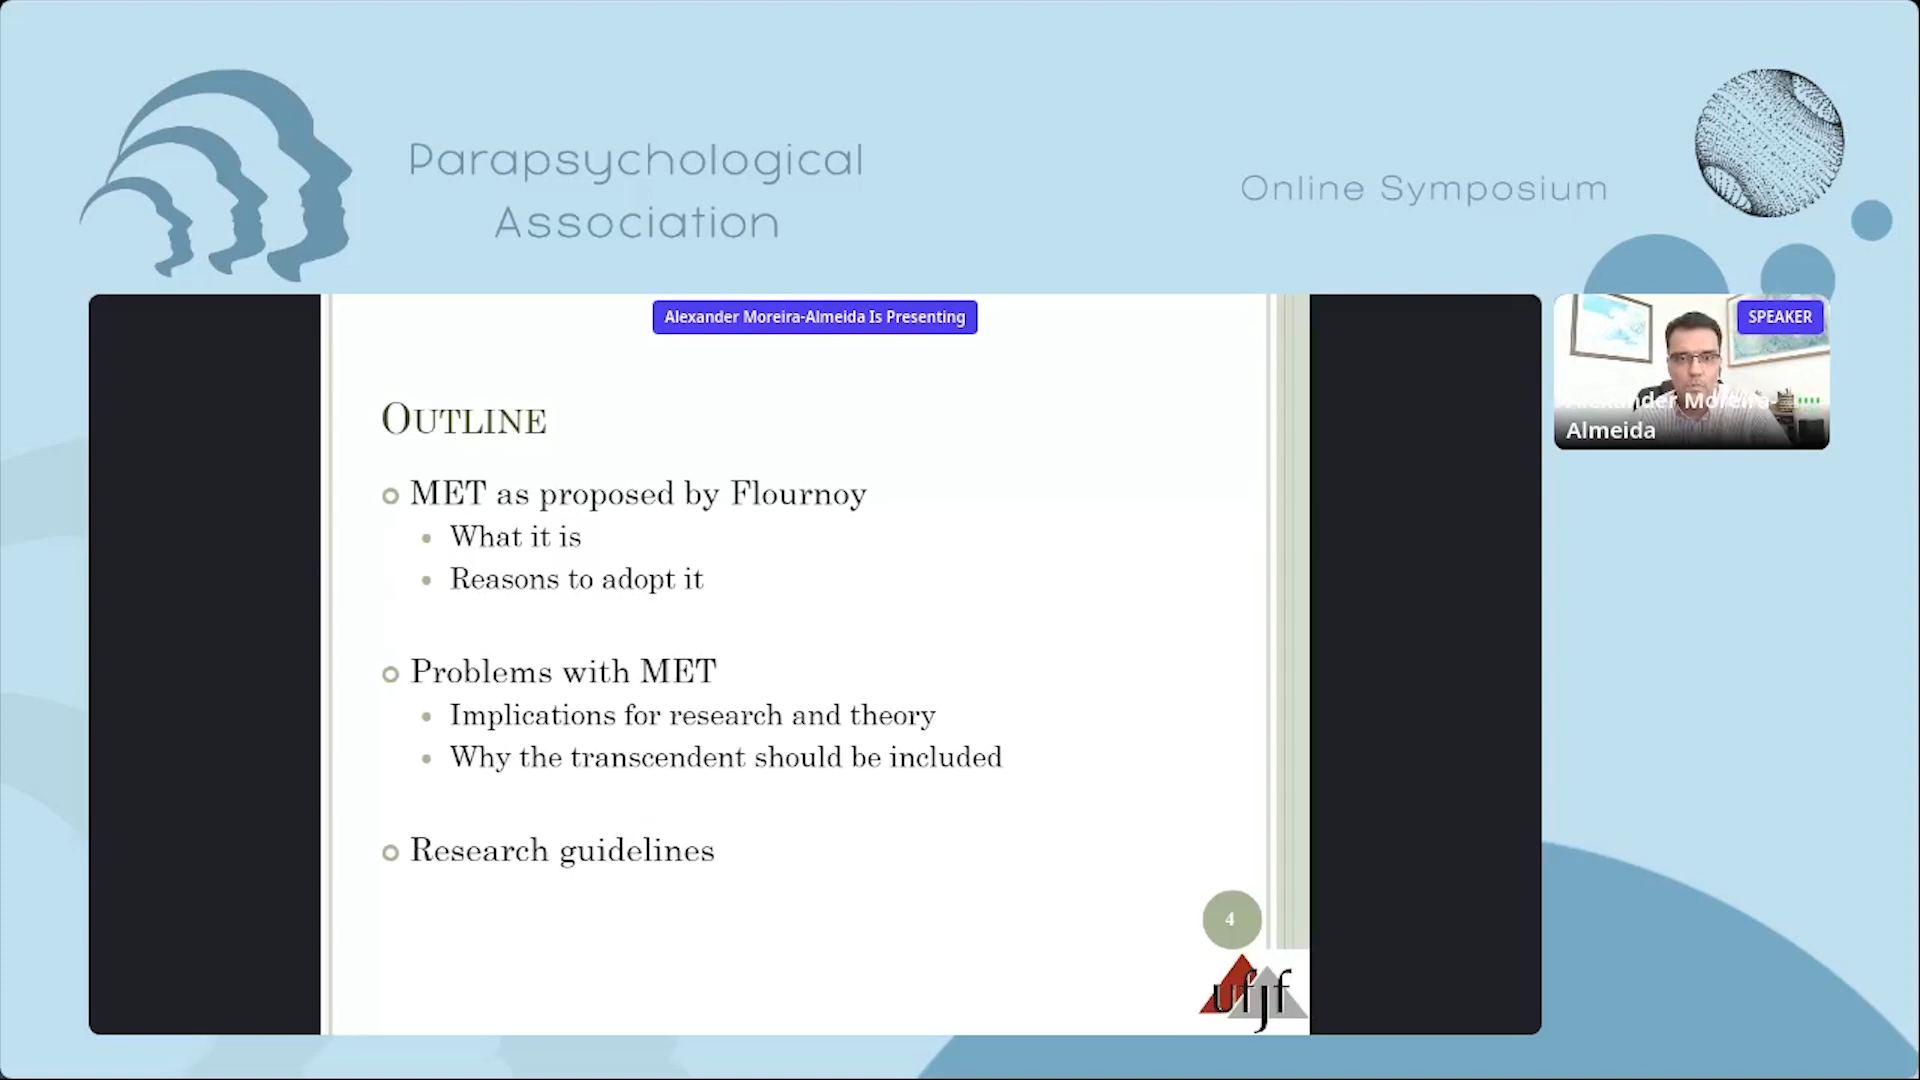 Parapsychological
Association
Online Symposium
Alexander Moreira-Almeida Is Presenting
SPEAKER
Alexander Moreira-
Almeida
OUTLINE
MET as proposed by Flournoy
What it is
Reasons to adopt it
Problems with MET
Implications for research and theory
Why the transcendent should be included
Research guidelines
4
ufjf